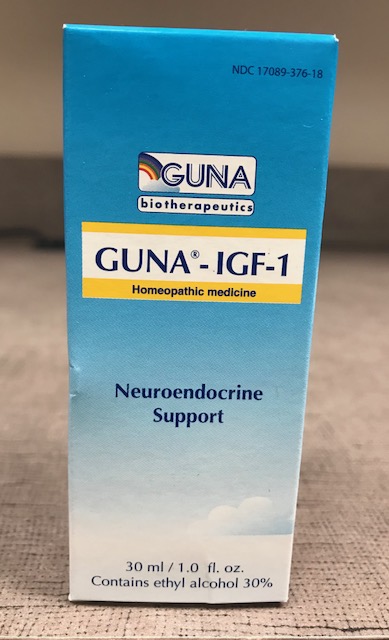 NDC 17089-376-18
GUNA
biotherapeutics
GUNA®-IGF-1
Homeopathic medicine
Neuroendocrine
Support
30 ml / 1.0 fl. oz.
Contains ethyl alcohol 30%